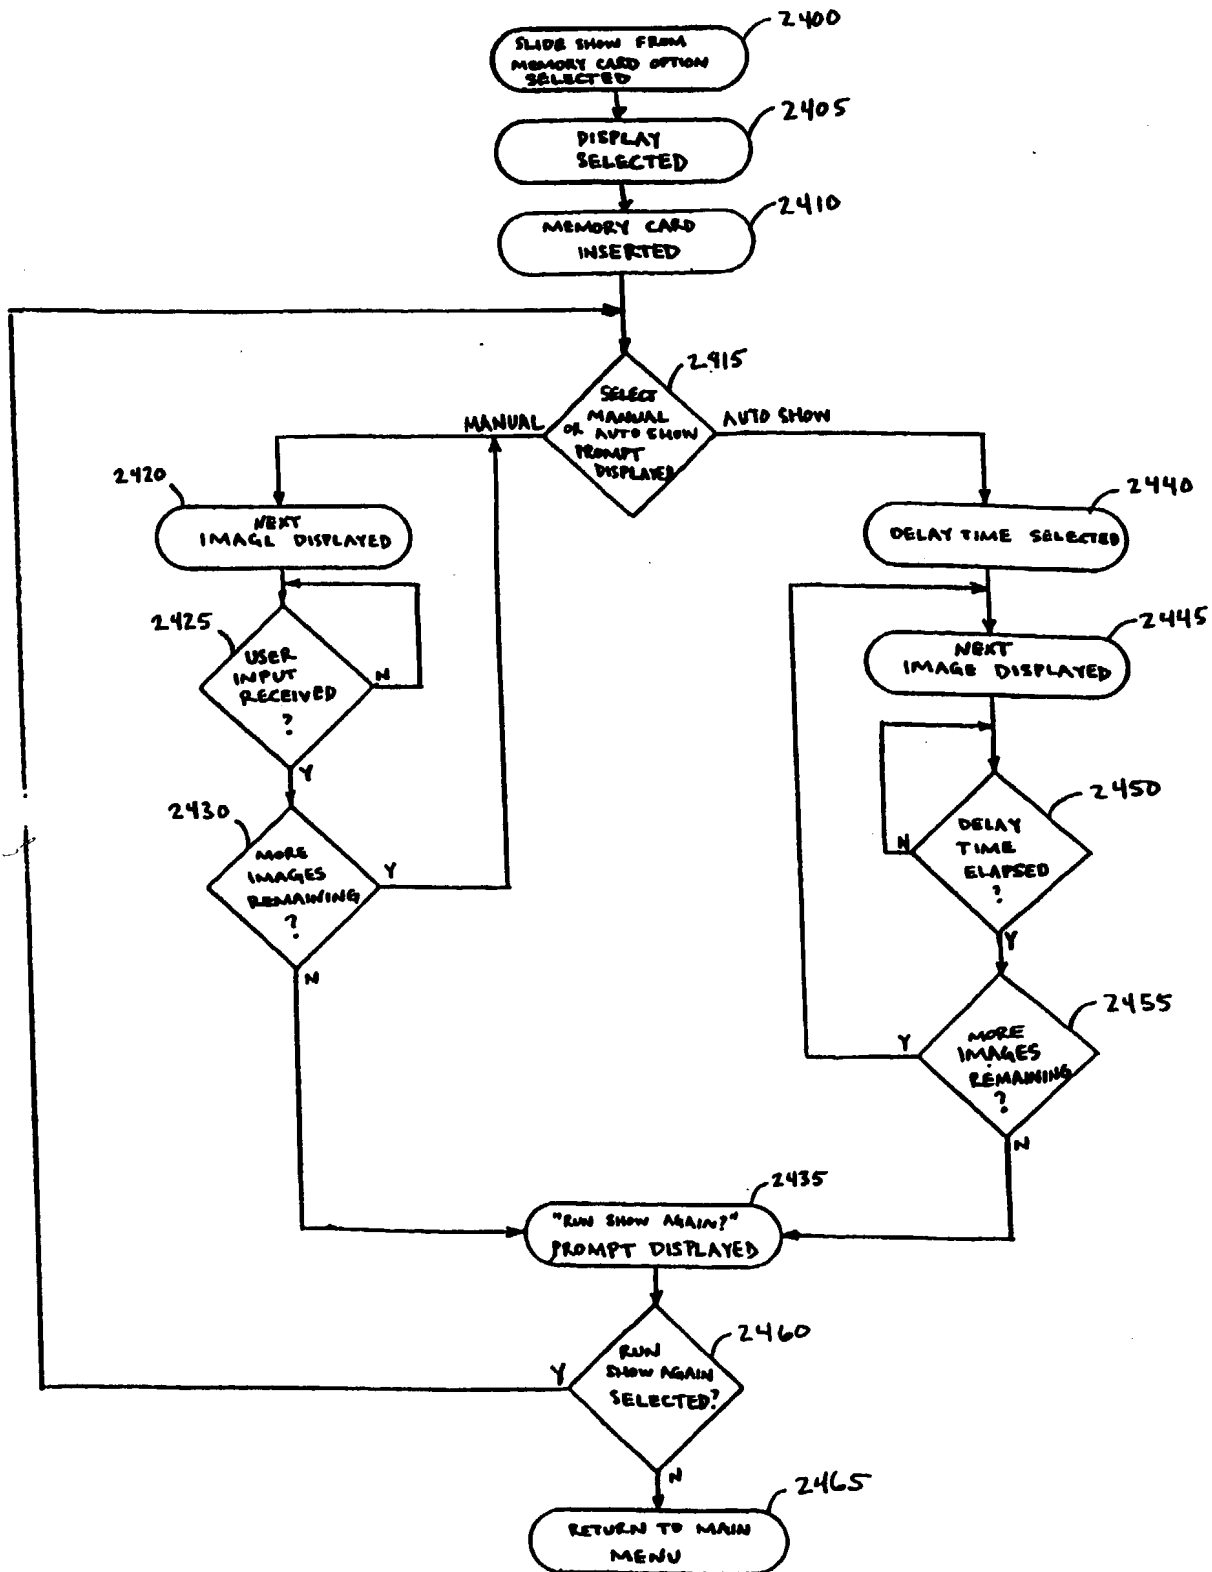 2400
SLIDE SHOW FROM
MEMORY CARD OPTION
SELECTED
2405
DISPLAY
SELECTED
2410
MEMORY CARD
INSERTED
2415
SELECT
MANUAL
OR AUTO SHOW
PROMPT
DISPLAYED
MANUAL
AUTO SHOW
2420
NEXT
IMAGE DISPLAYED
2440
DELAY TIME SELECTED
2425
USER
INPUT
RECEIVED
?
N
Y
2445
NEXT
IMAGE DISPLAYED
2430
MORE
IMAGES
REMAINING
?
Y
N
2450
DELAY
TIME
ELAPSED
?
N
Y
2455
MORE
IMAGES
REMAINING
?
Y
N
2435
"RUN SHOW AGAIN?"
PROMPT DISPLAYED
2460
RUN
SHOW AGAIN
SELECTED?
Y
N
2465
RETURN TO MAIN
MENU